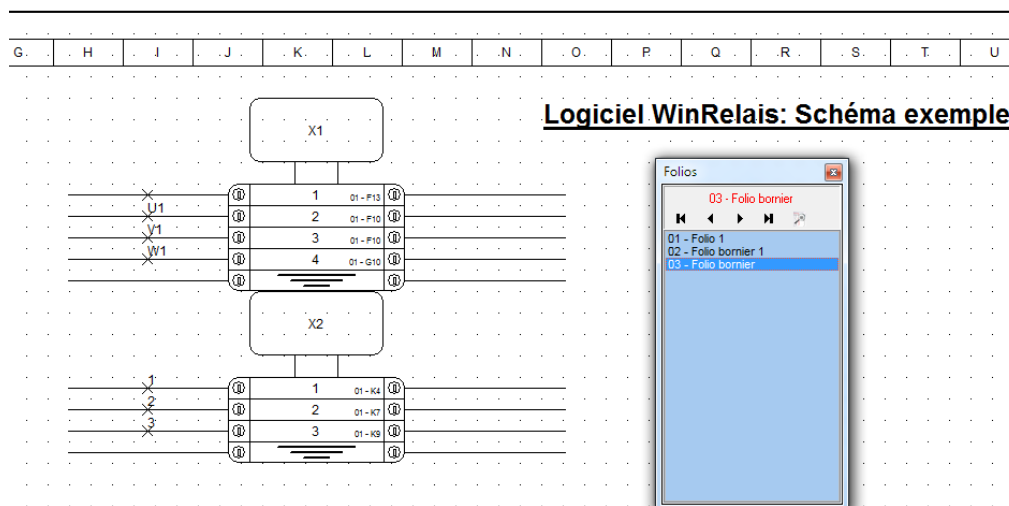 G H I J K L M N O P Q R S T U
Logiciel WinRelais: Schéma exemple
X1
1 01 - F13
U1
2 01 - F10
V1
3 01 - F10
W1
4 01 - G10
X2
1
1 01 - K4
2
2 01 - K7
3
3 01 - K9
Folios
03 - Folio bornier
01 - Folio 1
02 - Folio bornier 1
03 - Folio bornier